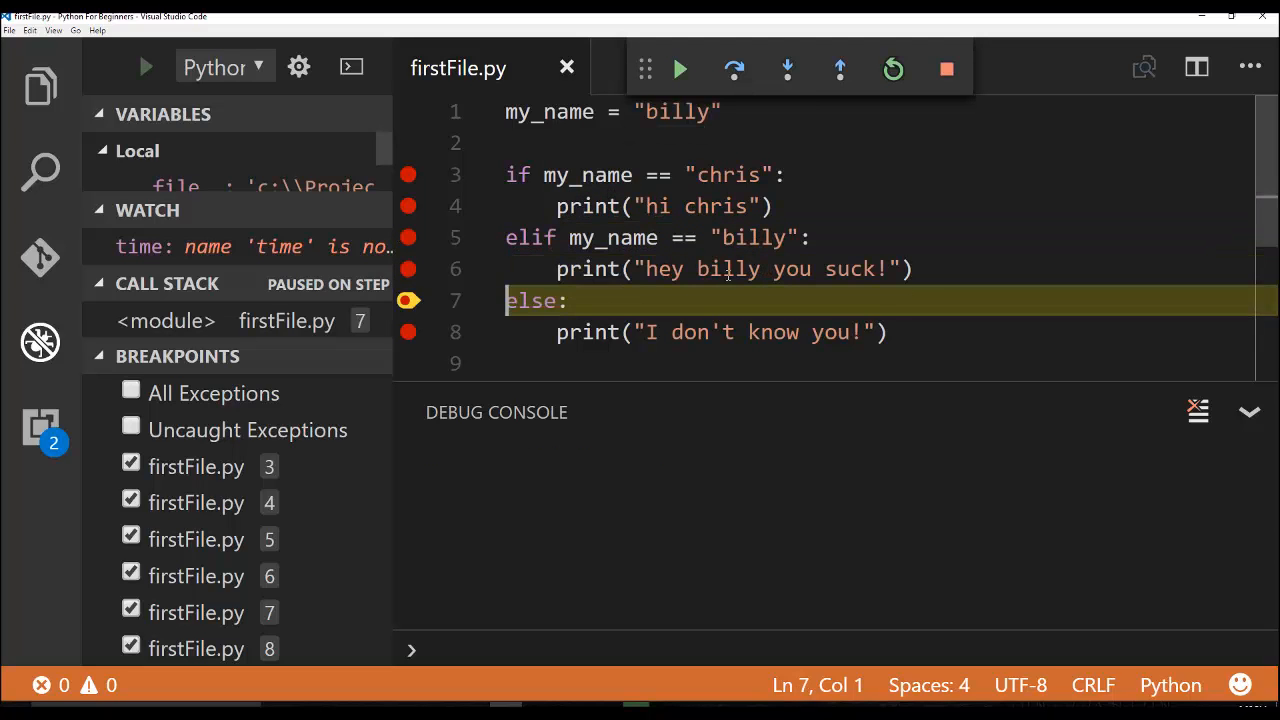 firstFile.py - Python For Beginners - Visual Studio Code
File Edit View Go Help
Python
VARIABLES
Local
file : 'c:\\Projec
WATCH
time: name 'time' is no...
PAUSED ON STEP
<module> firstFile.py 7
BREAKPOINTS
All Exceptions
Uncaught Exceptions
firstFile.py 3
firstFile.py 4
firstFile.py 5
firstFile.py 6
firstFile.py 7
firstFile.py 8
2
firstFile.py
1 my_name = "billy"
2
3 if my_name == "chris":
4     print("hi chris")
5 elif my_name == "billy":
6     print("hey billy you suck!")
7 else:
8     print("I don't know you!")
9
DEBUG CONSOLE
0 0 Ln 7, Col 1 Spaces: 4 UTF-8 CRLF Python